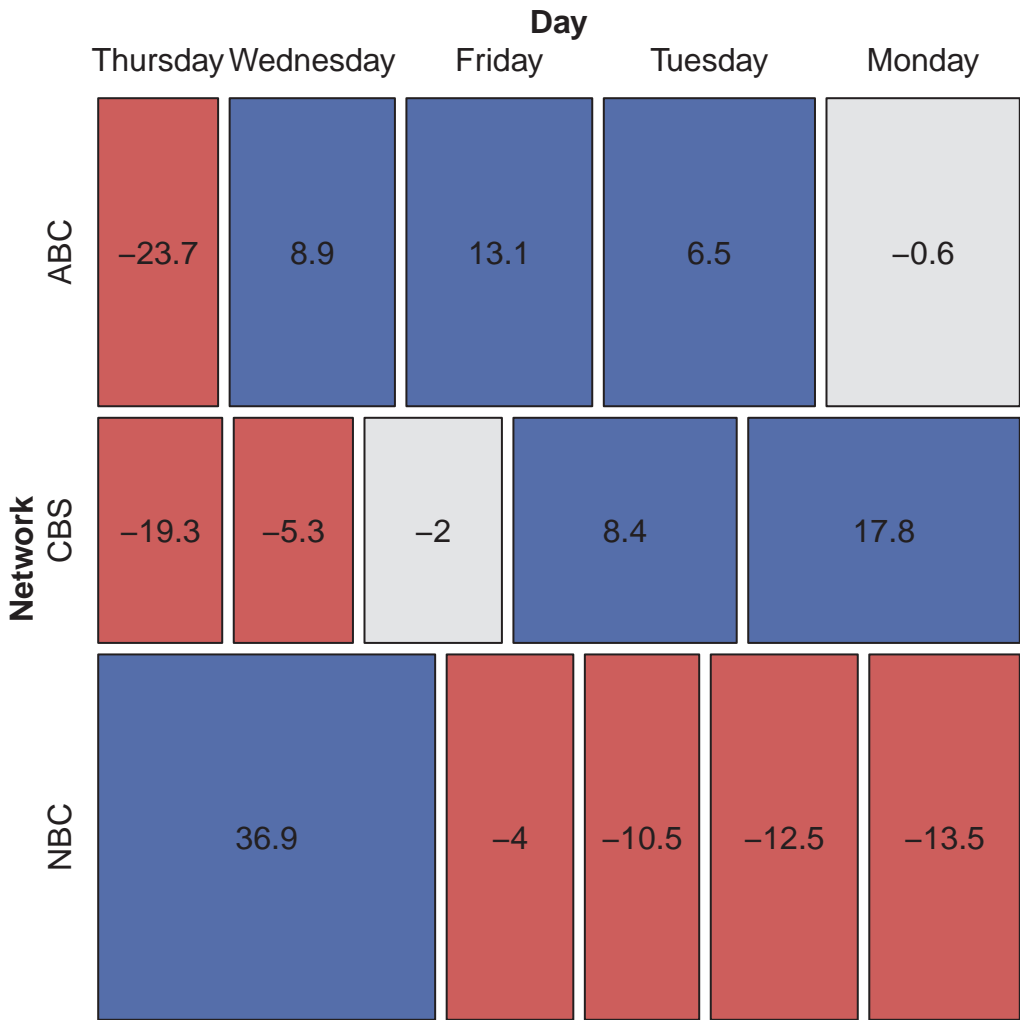 Day
Thursday Wednesday Friday Tuesday Monday
ABC
−23.7 8.9 13.1 6.5 −0.6
Network
CBS
−19.3 −5.3 −2 8.4 17.8
NBC
36.9 −4 −10.5 −12.5 −13.5